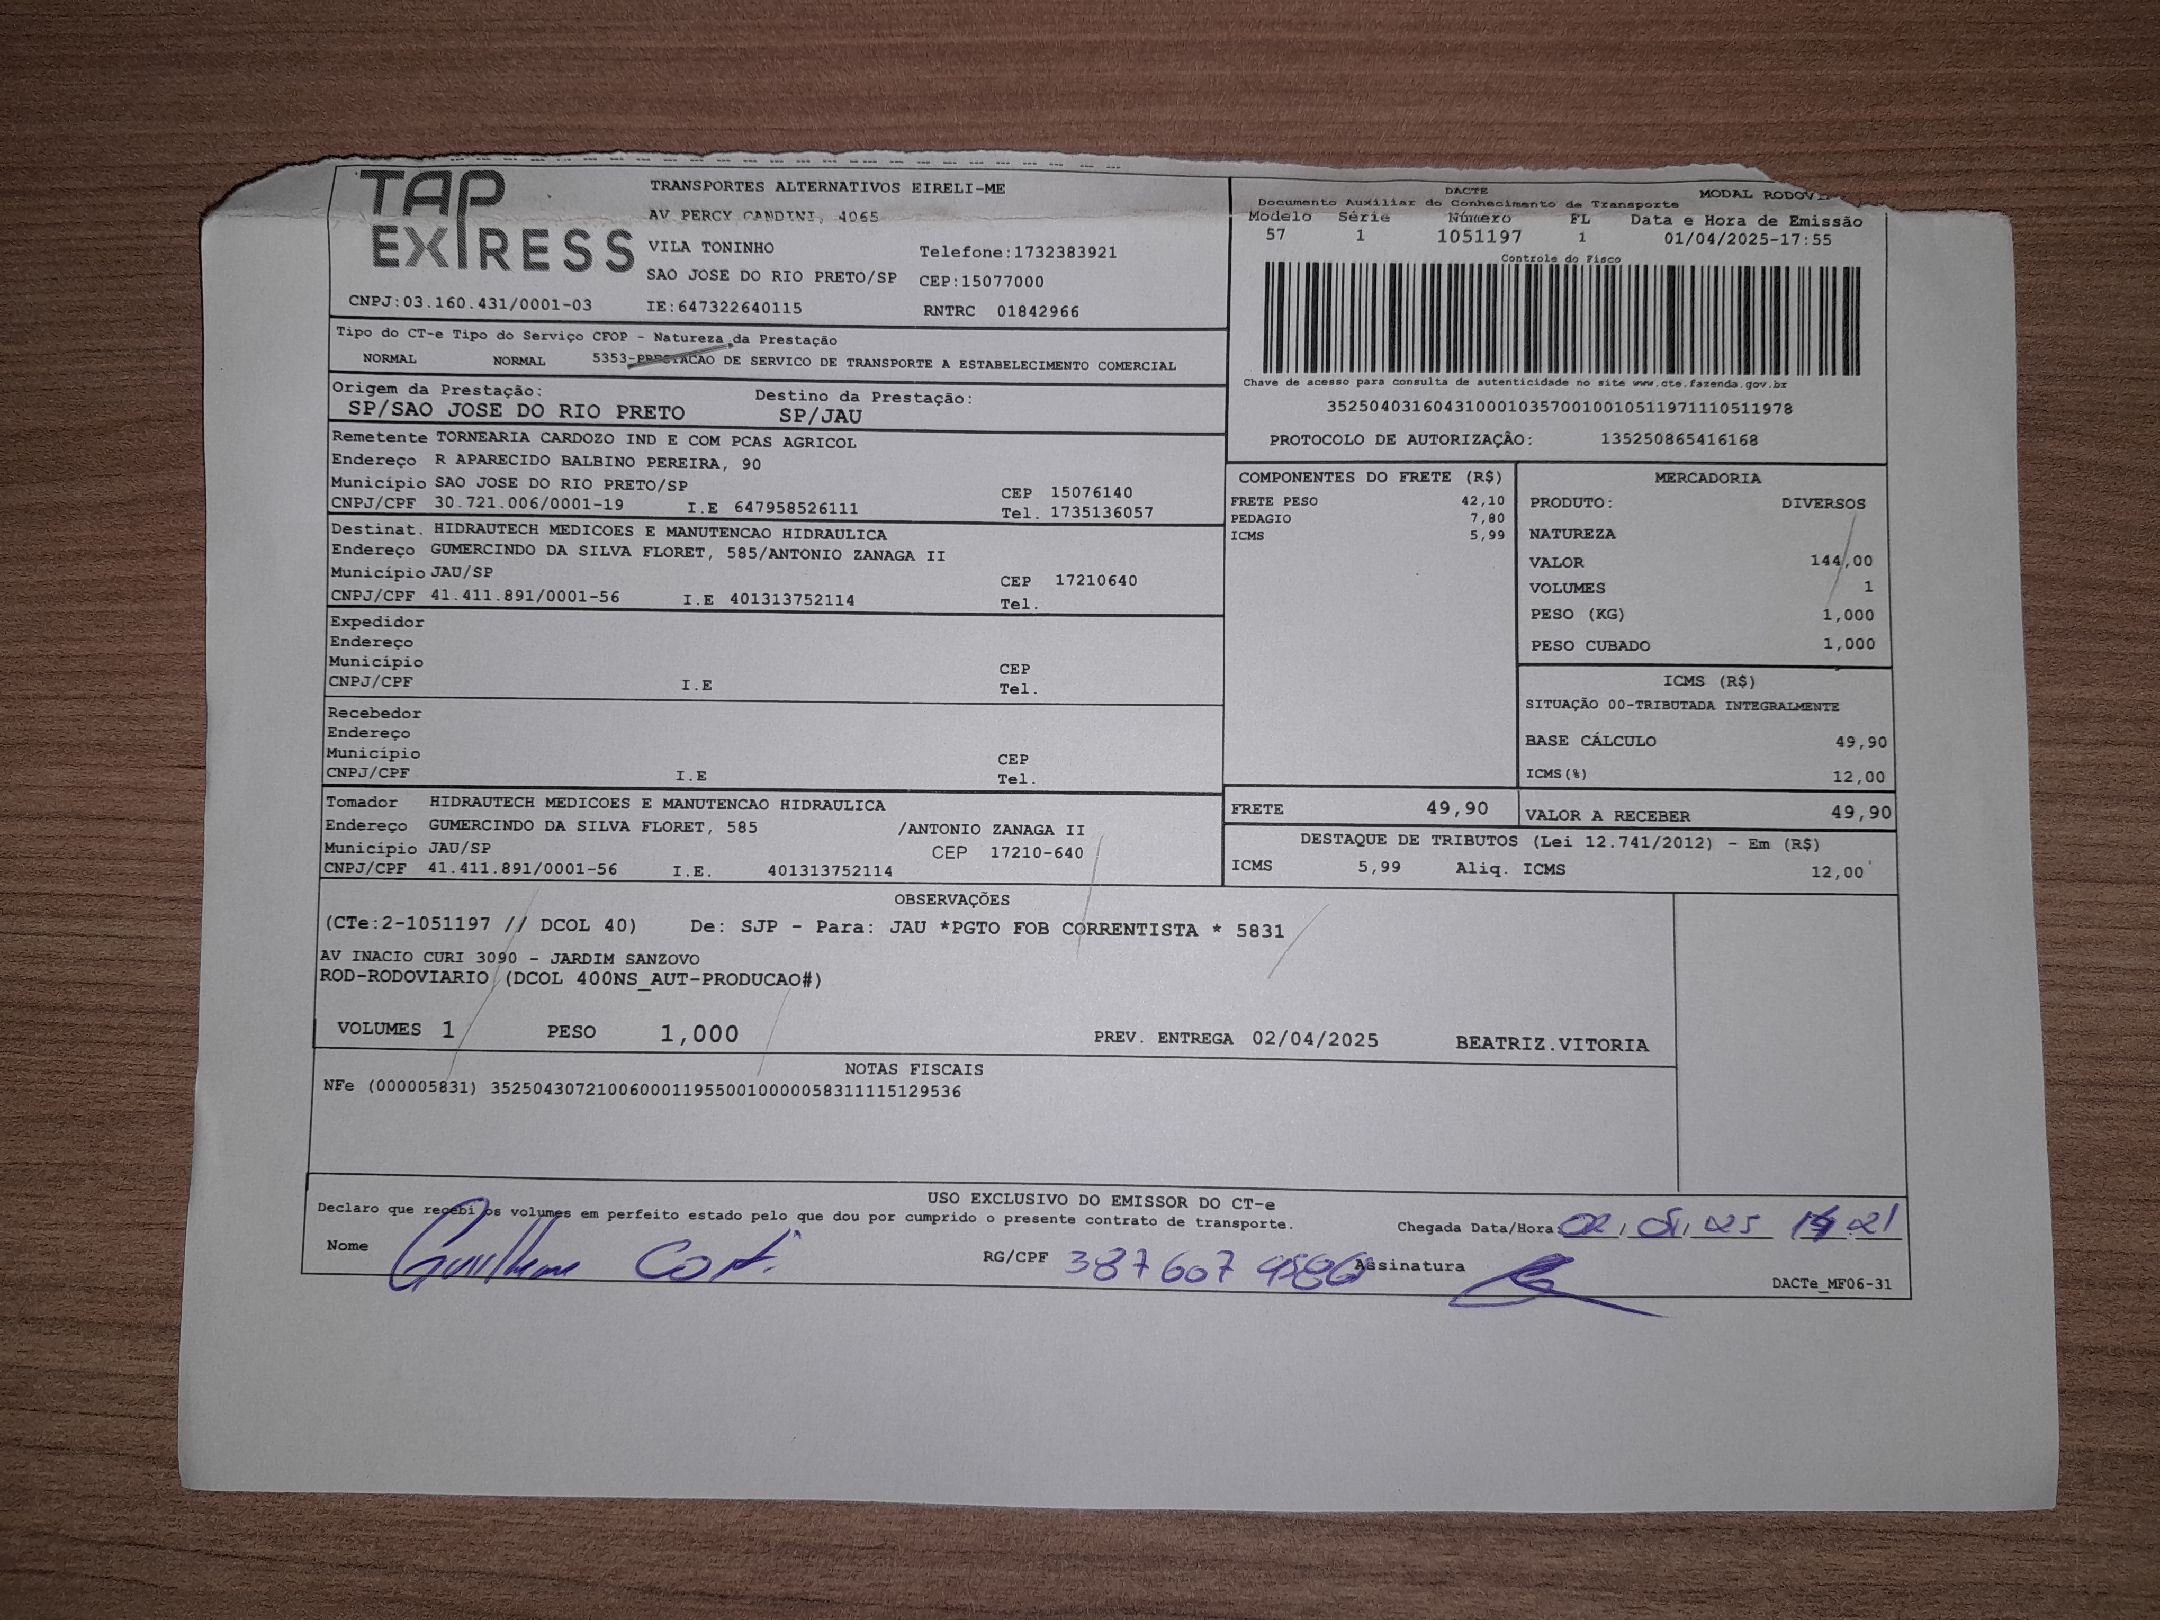 TAP EXPRESS
TRANSPORTES ALTERNATIVOS EIRELI-ME
AV PERCY GANDINI, 4065
VILA TONINHO Telefone:1732383921
SAO JOSE DO RIO PRETO/SP CEP:15077000
CNPJ:03.160.431/0001-03 IE:647322640115 RNTRC 01842966
DACTE MODAL RODOV
Documento Auxiliar do Conhecimento de Transporte
Modelo Série Número FL Data e Hora de Emissão
57 1 1051197 1 01/04/2025-17:55
Controle do Fisco
Chave de acesso para consulta de autenticidade no site www.cte.fazenda.gov.br
35250403160431000103570010010511971110511978
PROTOCOLO DE AUTORIZAÇÃO: 135250865416168
Tipo do CT-e Tipo do Serviço CFOP - Natureza da Prestação
NORMAL NORMAL 5353-PRESTACAO DE SERVICO DE TRANSPORTE A ESTABELECIMENTO COMERCIAL
Origem da Prestação: Destino da Prestação:
SP/SAO JOSE DO RIO PRETO SP/JAU
Remetente TORNEARIA CARDOZO IND E COM PCAS AGRICOL
Endereço R APARECIDO BALBINO PEREIRA, 90
Município SAO JOSE DO RIO PRETO/SP CEP 15076140
CNPJ/CPF 30.721.006/0001-19 I.E 647958526111 Tel. 1735136057
Destinat. HIDRAUTECH MEDICOES E MANUTENCAO HIDRAULICA
Endereço GUMERCINDO DA SILVA FLORET, 585/ANTONIO ZANAGA II
Município JAU/SP CEP 17210640
CNPJ/CPF 41.411.891/0001-56 I.E 401313752114 Tel.
Expedidor
Endereço
Município CEP
CNPJ/CPF I.E Tel.
Recebedor
Endereço
Município CEP
CNPJ/CPF I.E Tel.
Tomador HIDRAUTECH MEDICOES E MANUTENCAO HIDRAULICA
Endereço GUMERCINDO DA SILVA FLORET, 585 /ANTONIO ZANAGA II
Município JAU/SP CEP 17210-640
CNPJ/CPF 41.411.891/0001-56 I.E. 401313752114
COMPONENTES DO FRETE (R$)
FRETE PESO 42,10
PEDAGIO 7,80
ICMS 5,99
MERCADORIA
PRODUTO: DIVERSOS
NATUREZA
VALOR 144,00
VOLUMES 1
PESO (KG) 1,000
PESO CUBADO 1,000
ICMS (R$)
SITUAÇÃO 00-TRIBUTADA INTEGRALMENTE
BASE CÁLCULO 49,90
ICMS(%) 12,00
FRETE 49,90 VALOR A RECEBER 49,90
DESTAQUE DE TRIBUTOS (Lei 12.741/2012) - Em (R$)
ICMS 5,99 Aliq. ICMS 12,00
OBSERVAÇÕES
(CTe:2-1051197 // DCOL 40) De: SJP - Para: JAU *PGTO FOB CORRENTISTA * 5831
AV INACIO CURI 3090 - JARDIM SANZOVO
ROD-RODOVIARIO (DCOL 400NS_AUT-PRODUCAO#)
VOLUMES 1 PESO 1,000 PREV. ENTREGA 02/04/2025 BEATRIZ.VITORIA
NOTAS FISCAIS
NFe (000005831) 35250430721006000119550010000058311115129536
USO EXCLUSIVO DO EMISSOR DO CT-e
Declaro que recebi os volumes em perfeito estado pelo que dou por cumprido o presente contrato de transporte.
Chegada Data/Hora
Nome Guilherme RG/CPF 387607 Assinatura
DACTe_MF06-31